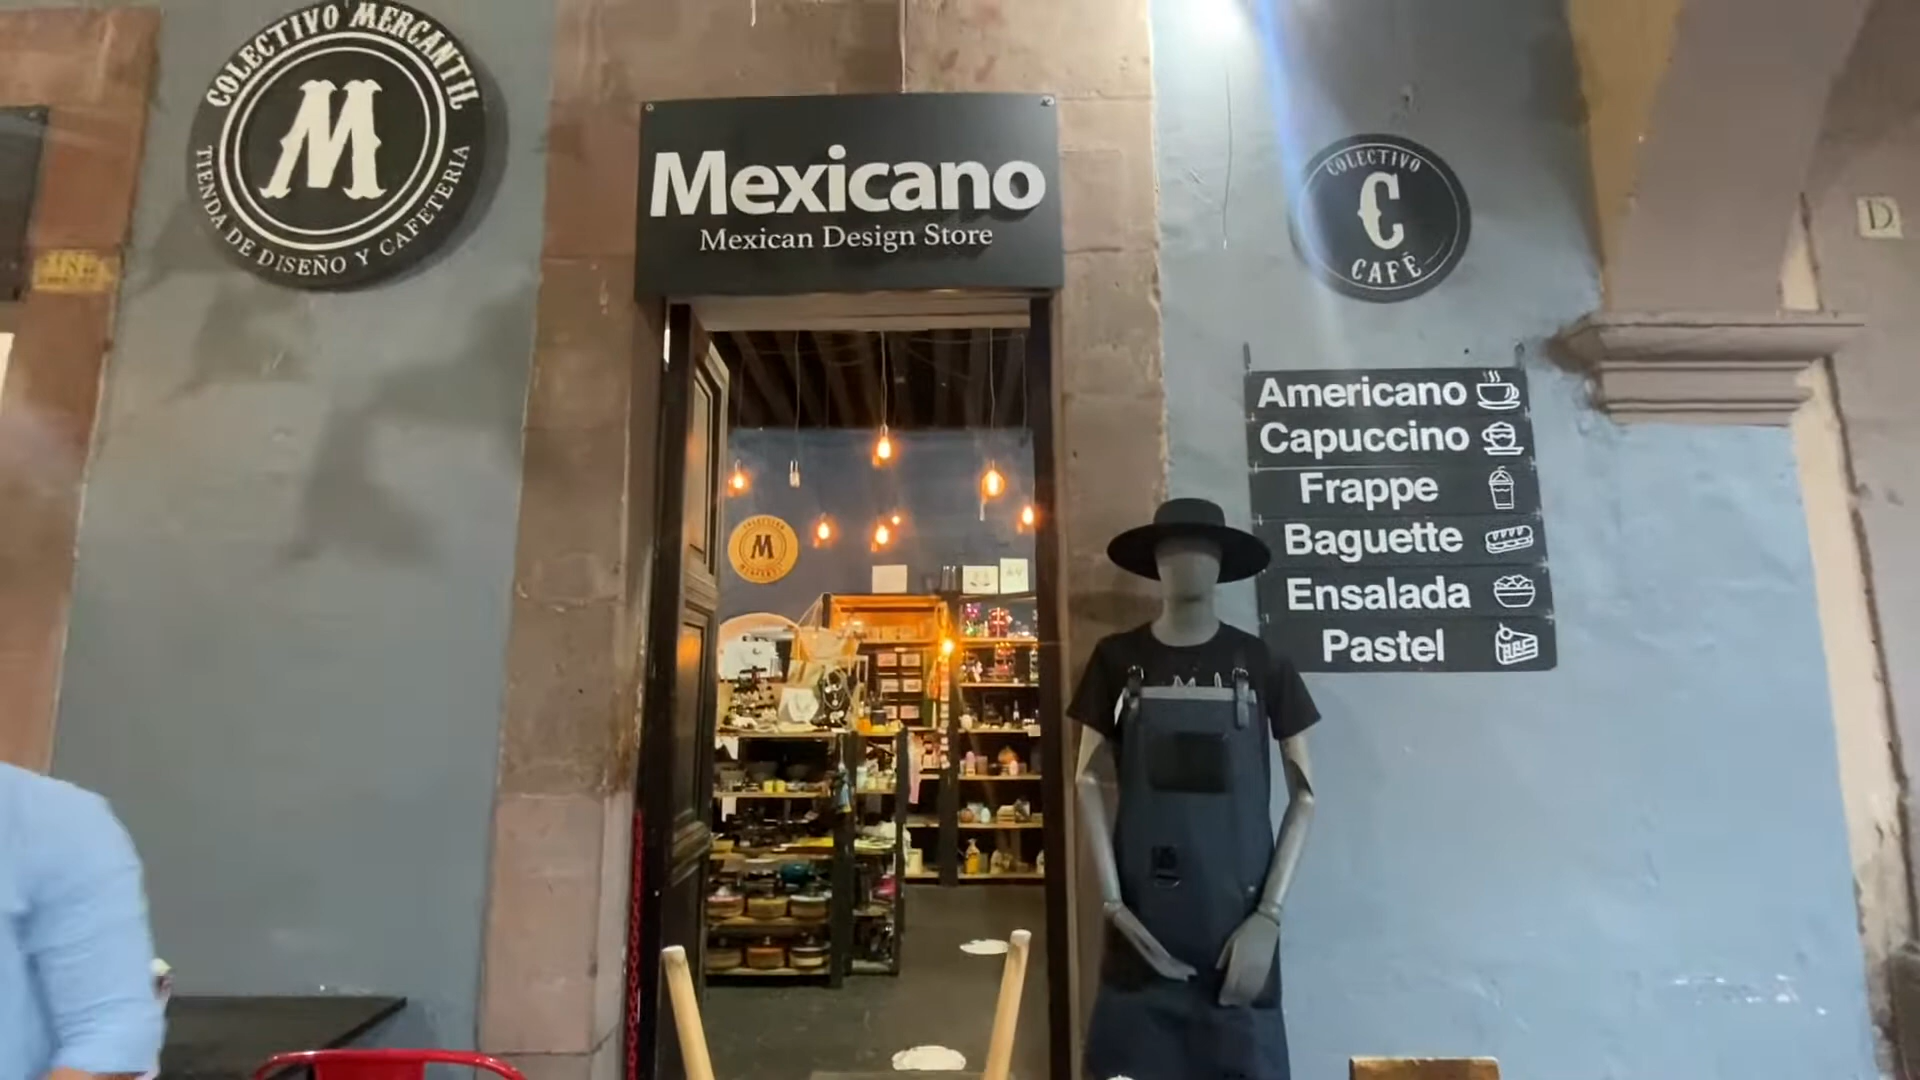 COLECTIVO MERCANTIL
M
TIENDA DE DISEÑO Y CAFETERIA
Mexicano
Mexican Design Store
COLECTIVO
C
CAFÉ
D
Americano
Capuccino
Frappe
Baguette
Ensalada
Pastel
M